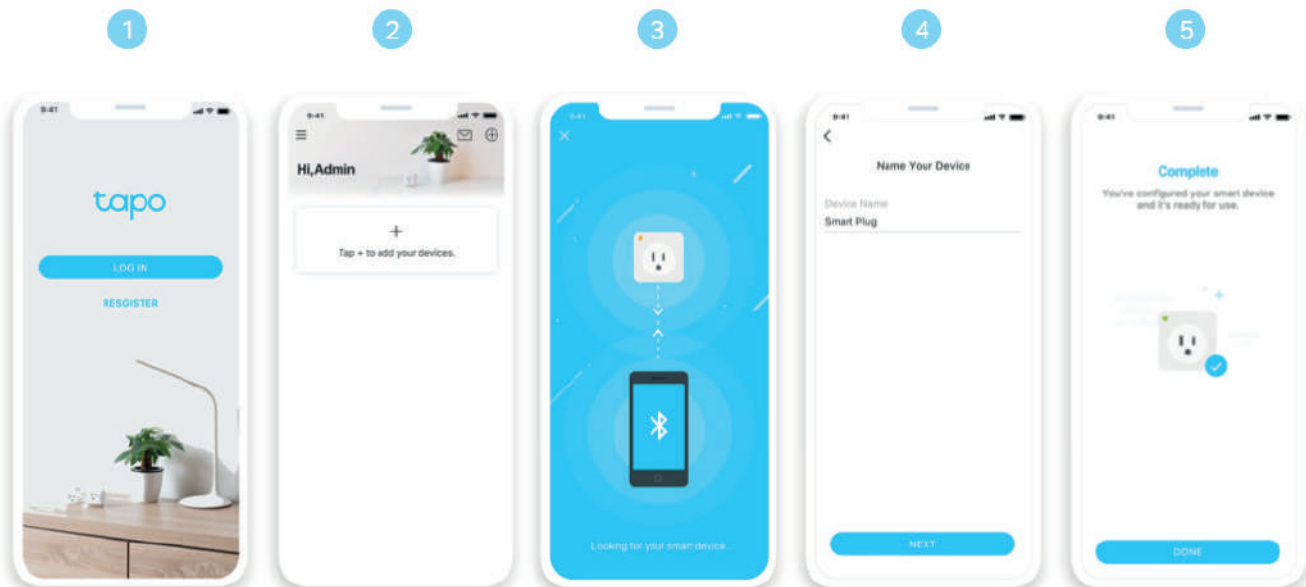 1
2
3
4
5
9:41
tapo
LOG IN
RESGISTER
9:41
Hi,Admin
+
Tap + to add your devices.
9:41
Looking for your smart device...
9:41
Name Your Device
Device Name
Smart Plug
NEXT
9:41
Complete
You've configured your smart device
and it's ready for use.
DONE